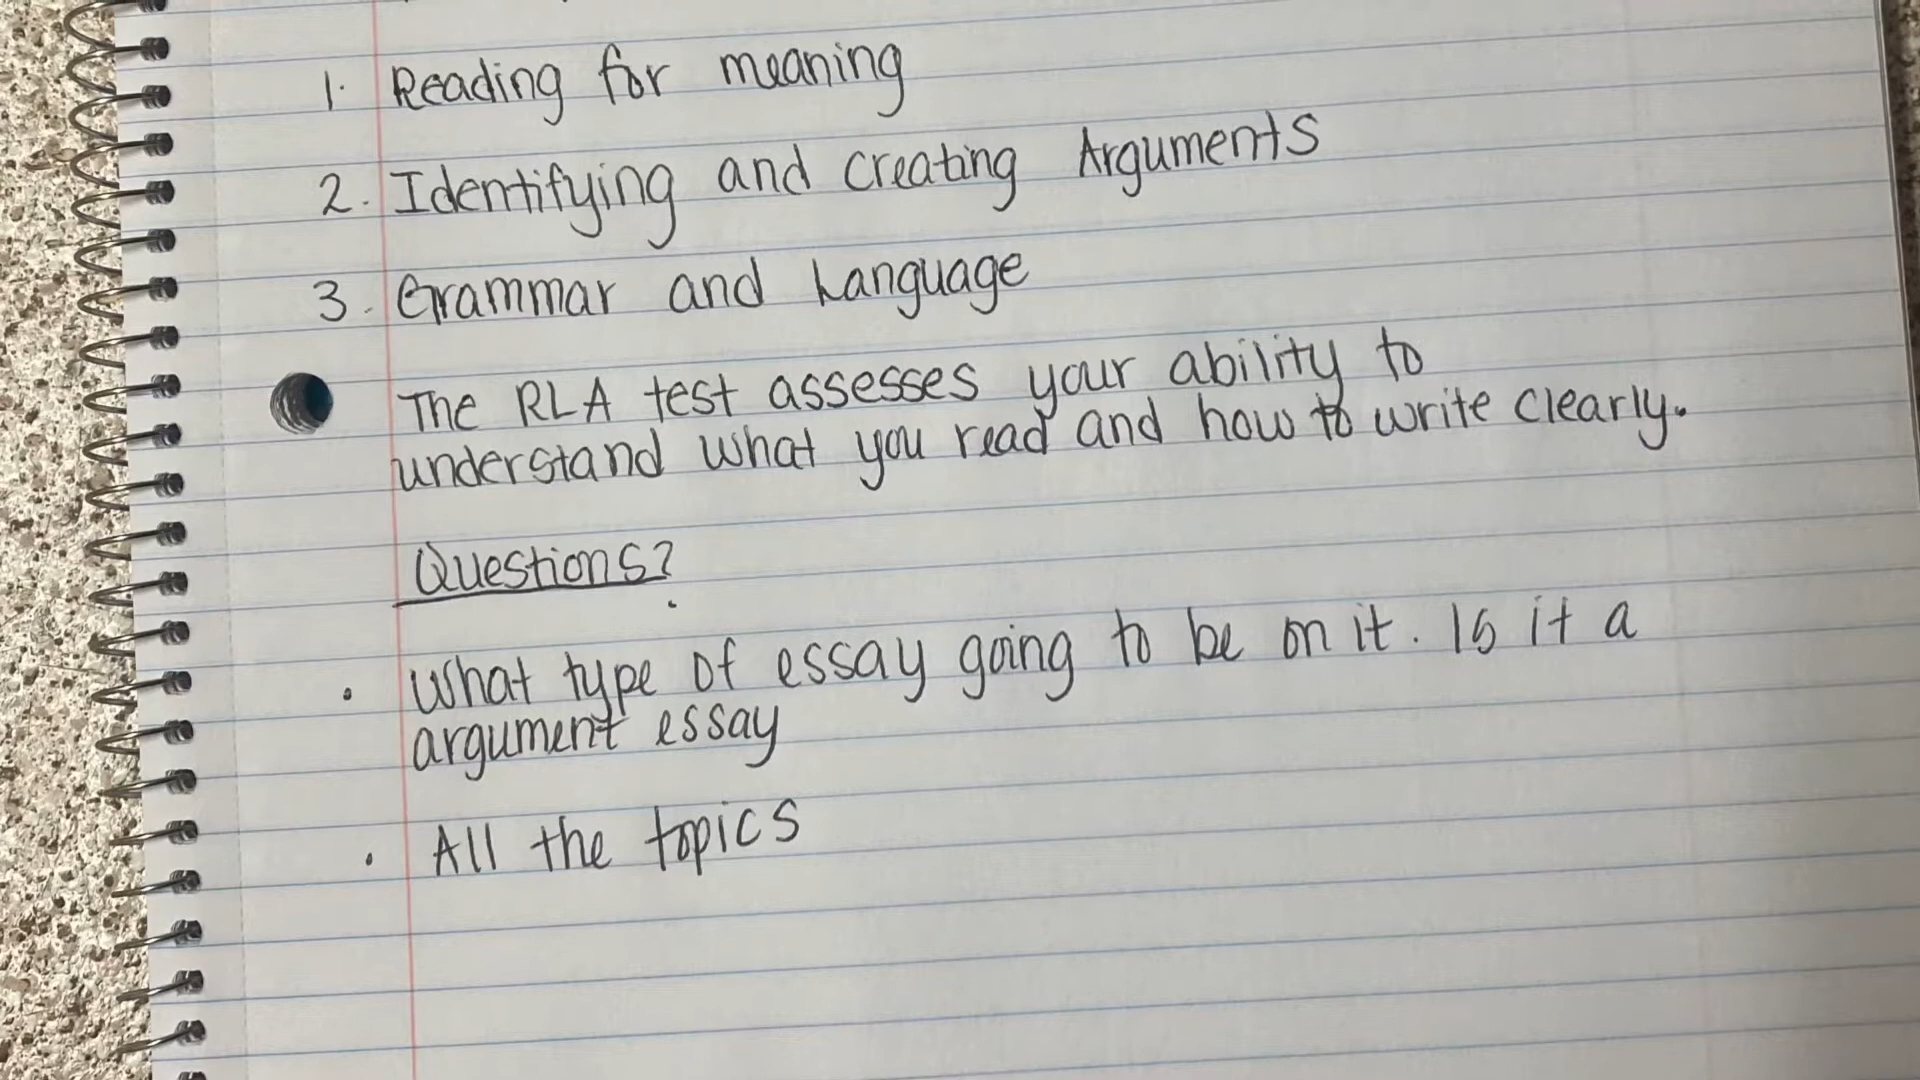 1. Reading for meaning
2. Identifying and creating Arguments
3. Grammar and Language
The RLA test assesses your ability to
understand what you read and how to write clearly.
Questions?
• What type of essay going to be on it. Is it a
argument essay
• All the topics